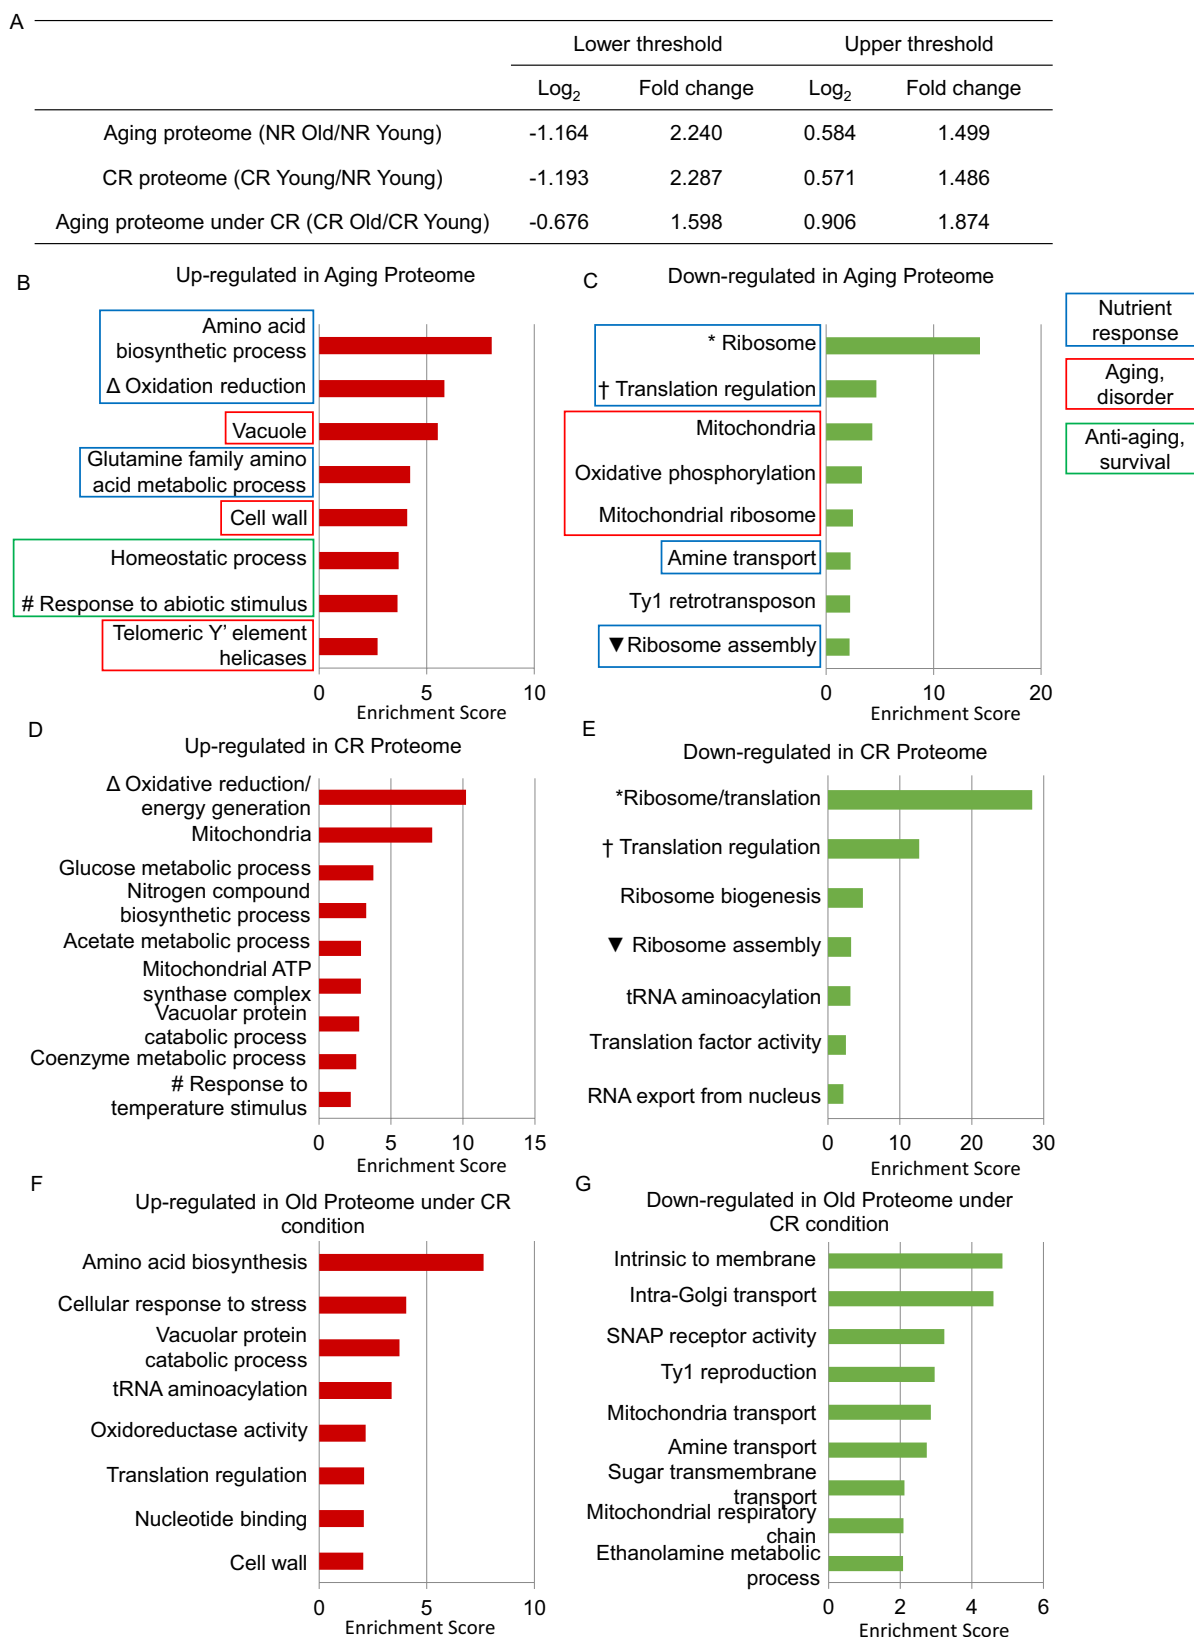 A
Lower threshold Upper threshold
Log2 Fold change Log2 Fold change
Aging proteome (NR Old/NR Young) -1.164 2.240 0.584 1.499
CR proteome (CR Young/NR Young) -1.193 2.287 0.571 1.486
Aging proteome under CR (CR Old/CR Young) -0.676 1.598 0.906 1.874
B
Up-regulated in Aging Proteome
Amino acid
biosynthetic process
Δ Oxidation reduction
Vacuole
Glutamine family amino
acid metabolic process
Cell wall
Homeostatic process
# Response to abiotic stimulus
Telomeric Y' element
helicases
0 5 10
Enrichment Score
C
Down-regulated in Aging Proteome
* Ribosome
† Translation regulation
Mitochondria
Oxidative phosphorylation
Mitochondrial ribosome
Amine transport
Ty1 retrotransposon
▼Ribosome assembly
0 10 20
Enrichment Score
Nutrient
response
Aging,
disorder
Anti-aging,
survival
D
Up-regulated in CR Proteome
Δ Oxidative reduction/
energy generation
Mitochondria
Glucose metabolic process
Nitrogen compound
biosynthetic process
Acetate metabolic process
Mitochondrial ATP
synthase complex
Vacuolar protein
catabolic process
Coenzyme metabolic process
# Response to
temperature stimulus
0 5 10 15
Enrichment Score
E
Down-regulated in CR Proteome
*Ribosome/translation
† Translation regulation
Ribosome biogenesis
▼ Ribosome assembly
tRNA aminoacylation
Translation factor activity
RNA export from nucleus
0 10 20 30
Enrichment Score
F
Up-regulated in Old Proteome under CR
condition
Amino acid biosynthesis
Cellular response to stress
Vacuolar protein
catabolic process
tRNA aminoacylation
Oxidoreductase activity
Translation regulation
Nucleotide binding
Cell wall
0 5 10
Enrichment Score
G
Down-regulated in Old Proteome under
CR condition
Intrinsic to membrane
Intra-Golgi transport
SNAP receptor activity
Ty1 reproduction
Mitochondria transport
Amine transport
Sugar transmembrane
transport
Mitochondrial respiratory
chain
Ethanolamine metabolic
process
0 2 4 6
Enrichment Score